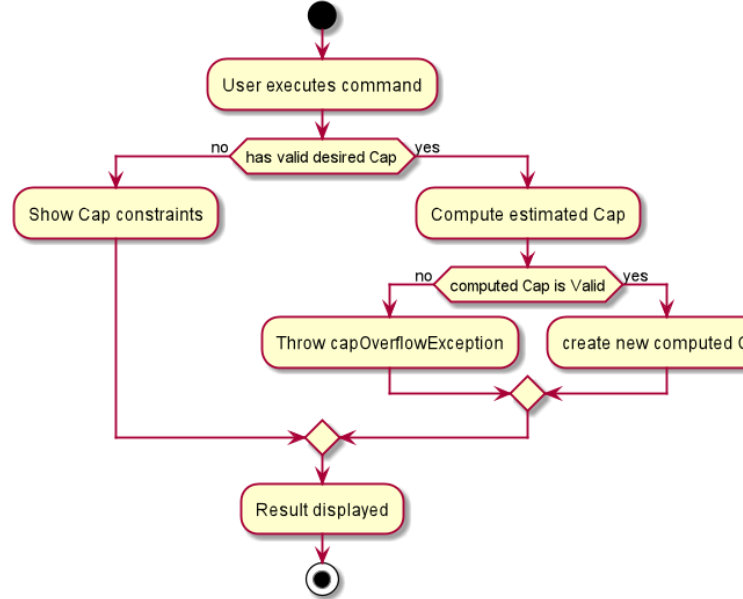 User executes command
no
has valid desired Cap
yes
Show Cap constraints
Compute estimated Cap
no
computed Cap is Valid
yes
Throw capOverflowException
create new computed
Result displayed